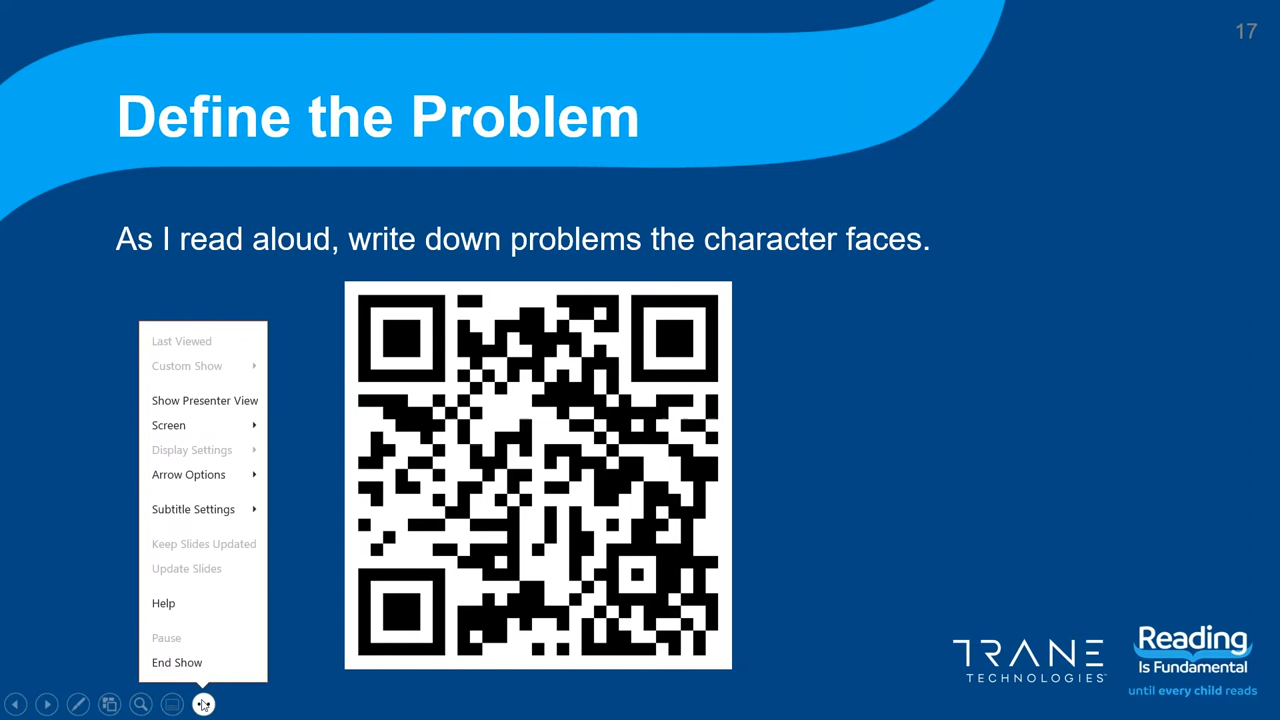 17
Define the Problem
As I read aloud, write down problems the character faces.
Last Viewed
Custom Show
Show Presenter View
Screen
Display Settings
Arrow Options
Subtitle Settings
Keep Slides Updated
Update Slides
Help
Pause
End Show
TRANE
TECHNOLOGIES
Reading
Is Fundamental
until every child reads